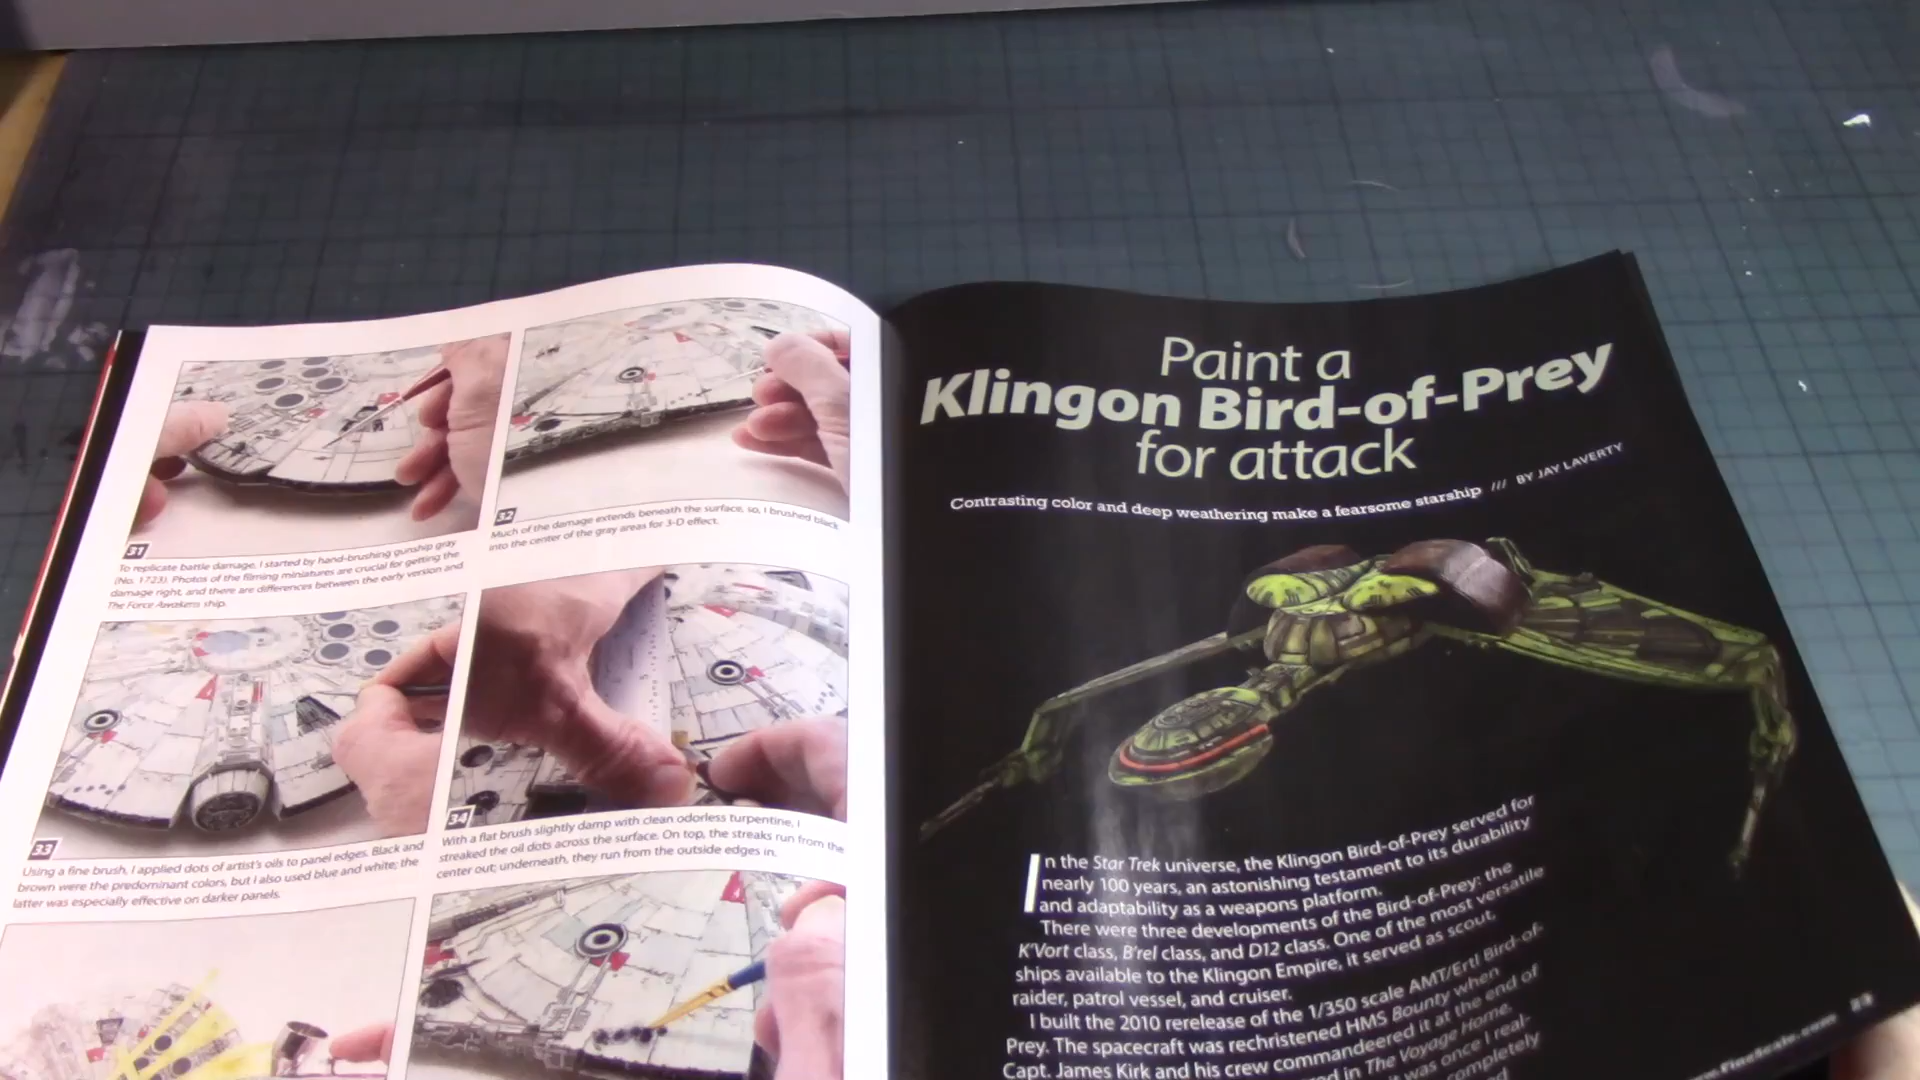 31
To replicate battle damage, I started by hand-brushing gunship gray
(No. 1723). Photos of the filming miniatures are crucial for getting the
damage right, and there are differences between the early version and
The Force Awakens ship.
32
Much of the damage extends beneath the surface, so, I brushed black
into the center of the gray areas for 3-D effect.
33
Using a fine brush, I applied dots of artist's oils to panel edges. Black and
brown were the predominant colors, but I also used blue and white; the
latter was especially effective on darker panels.
34
With a flat brush slightly damp with clean odorless turpentine, I
streaked the oil dots across the surface. On top, the streaks run from the
center out; underneath, they run from the outside edges in.
Paint a
Klingon Bird-of-Prey
for attack
Contrasting color and deep weathering make a fearsome starship /// BY JAY LAVERTY
In the Star Trek universe, the Klingon Bird-of-Prey served for
nearly 100 years, an astonishing testament to its durability
and adaptability as a weapons platform.
There were three developments of the Bird-of-Prey: the
K'Vort class, B'rel class, and D12 class. One of the most versatile
ships available to the Klingon Empire, it served as scout,
raider, patrol vessel, and cruiser.
I built the 2010 rerelease of the 1/350 scale AMT/Ertl Bird-of-
Prey. The spacecraft was rechristened HMS Bounty when
Capt. James Kirk and his crew commandeered it at the end of
in The Voyage Home.
it was once I real-
completely
www.FineScale.com